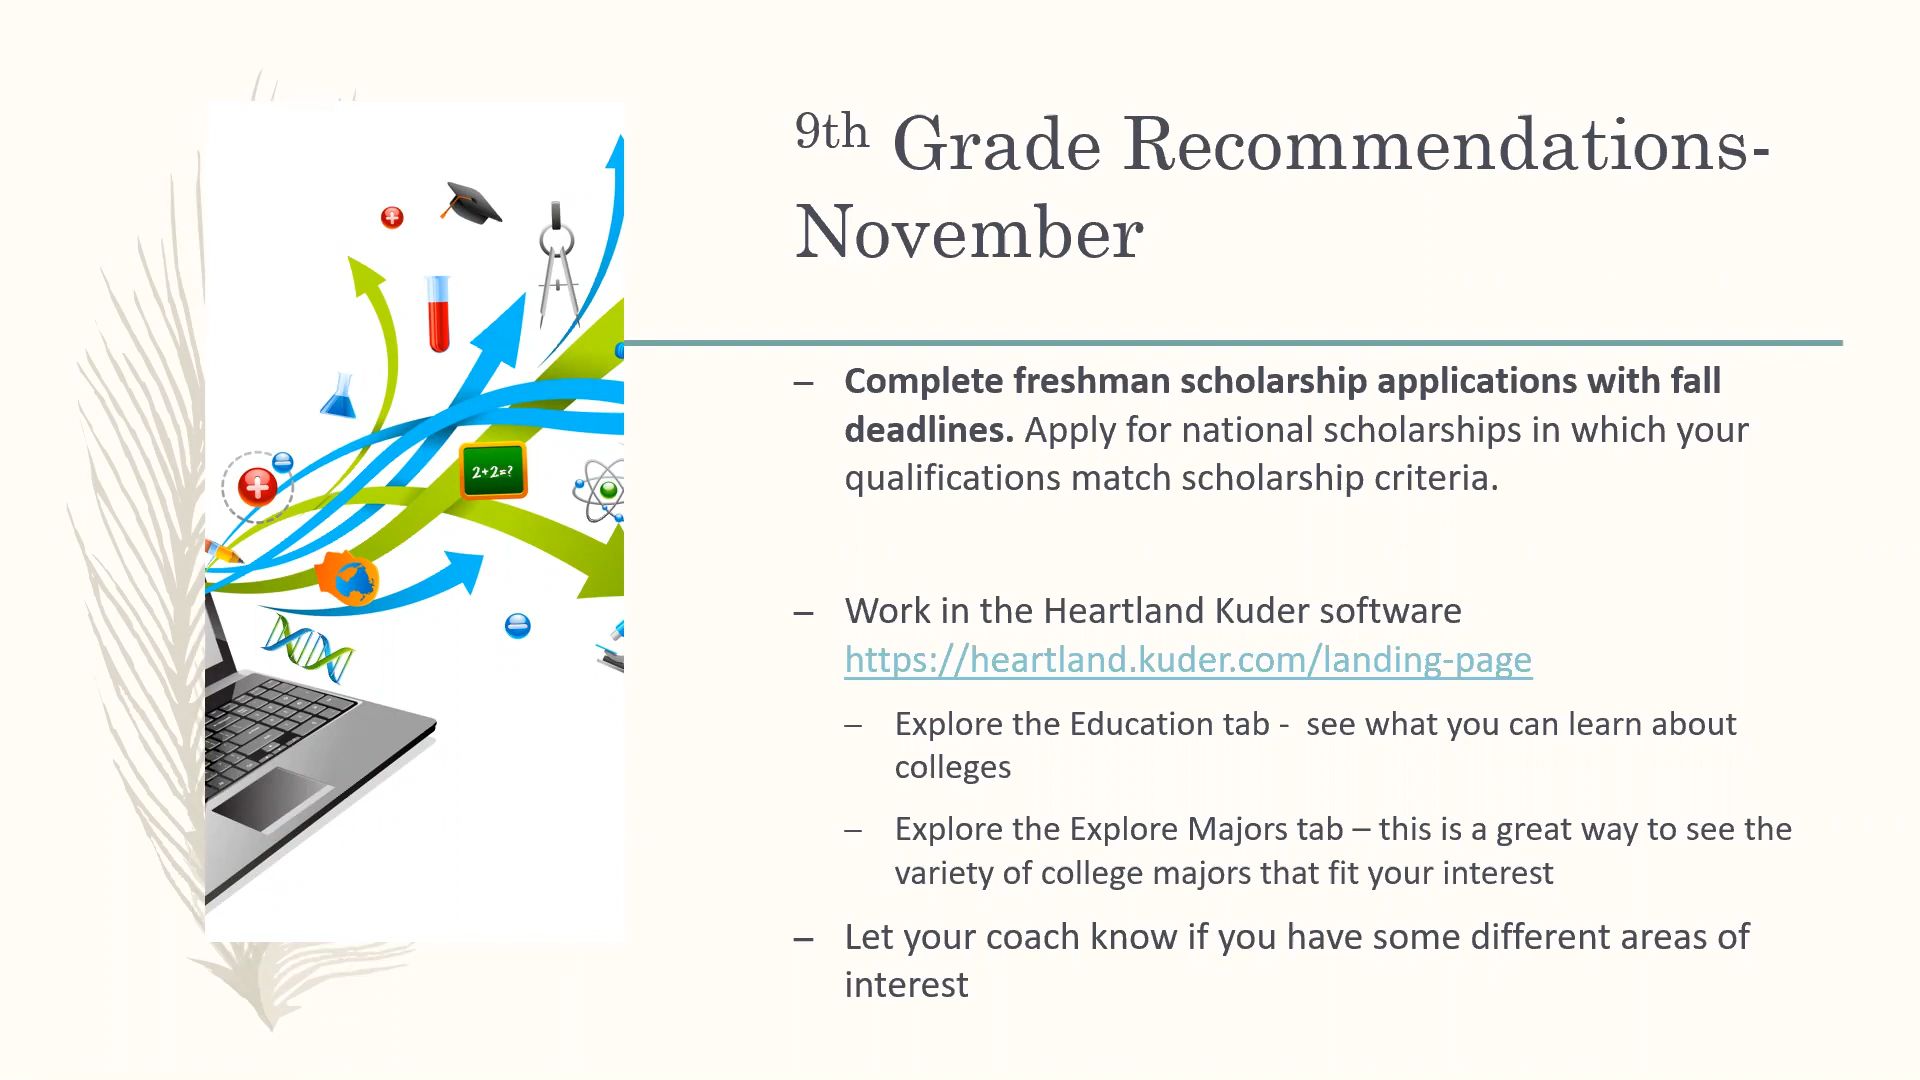 9th Grade Recommendations-
November
– Complete freshman scholarship applications with fall
deadlines. Apply for national scholarships in which your
qualifications match scholarship criteria.
– Work in the Heartland Kuder software
https://heartland.kuder.com/landing-page
– Explore the Education tab -  see what you can learn about
colleges
– Explore the Explore Majors tab – this is a great way to see the
variety of college majors that fit your interest
– Let your coach know if you have some different areas of
interest
2+2=?